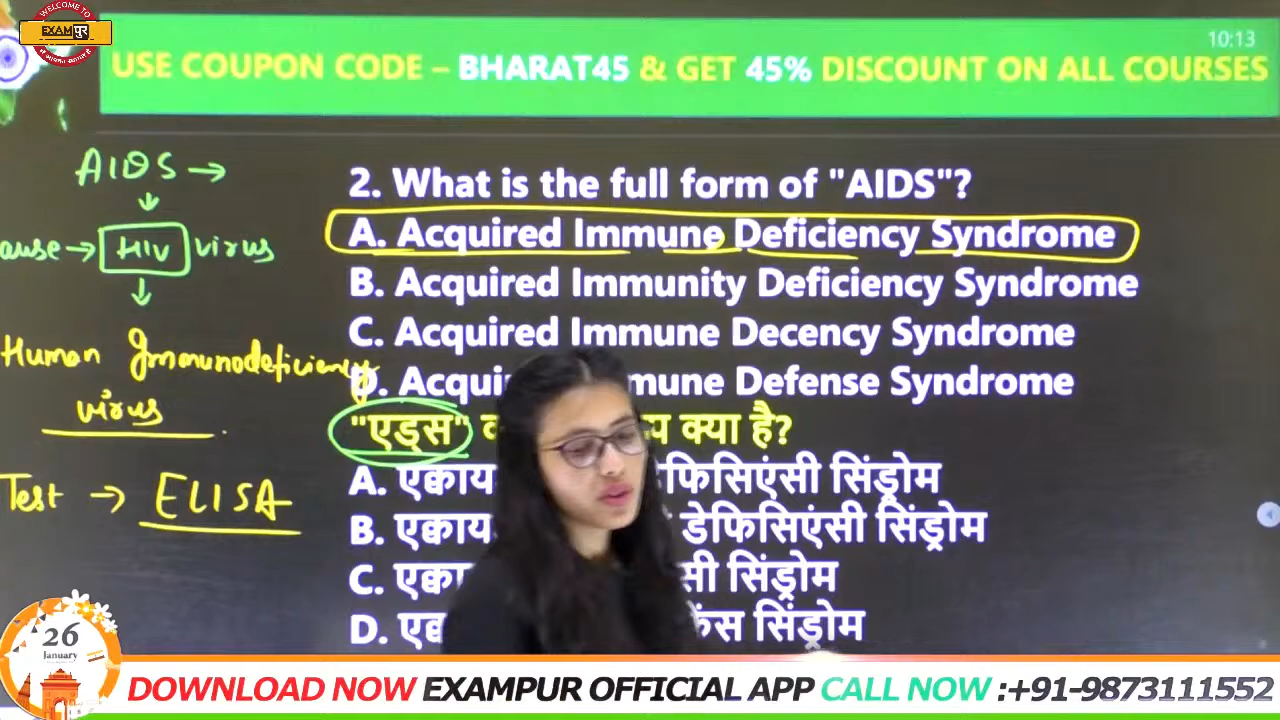 WELCOME TO
EXAMपुर
10:13
USE COUPON CODE – BHARAT45 & GET 45% DISCOUNT ON ALL COURSES
AIDS →
ause → HIV virus
Human Immunodeficiency
virus
Test → ELISA
2. What is the full form of "AIDS"?
A. Acquired Immune Deficiency Syndrome
B. Acquired Immunity Deficiency Syndrome
C. Acquired Immune Decency Syndrome
D. Acqui mune Defense Syndrome
"एड्स" क्या है?
A. सिंड्रोम
B. डेफिसिएंसी सिंड्रोम
C. सिंड्रोम
D. सिंड्रोम
26
January
DOWNLOAD NOW EXAMPUR OFFICIAL APP CALL NOW :+91-9873111552